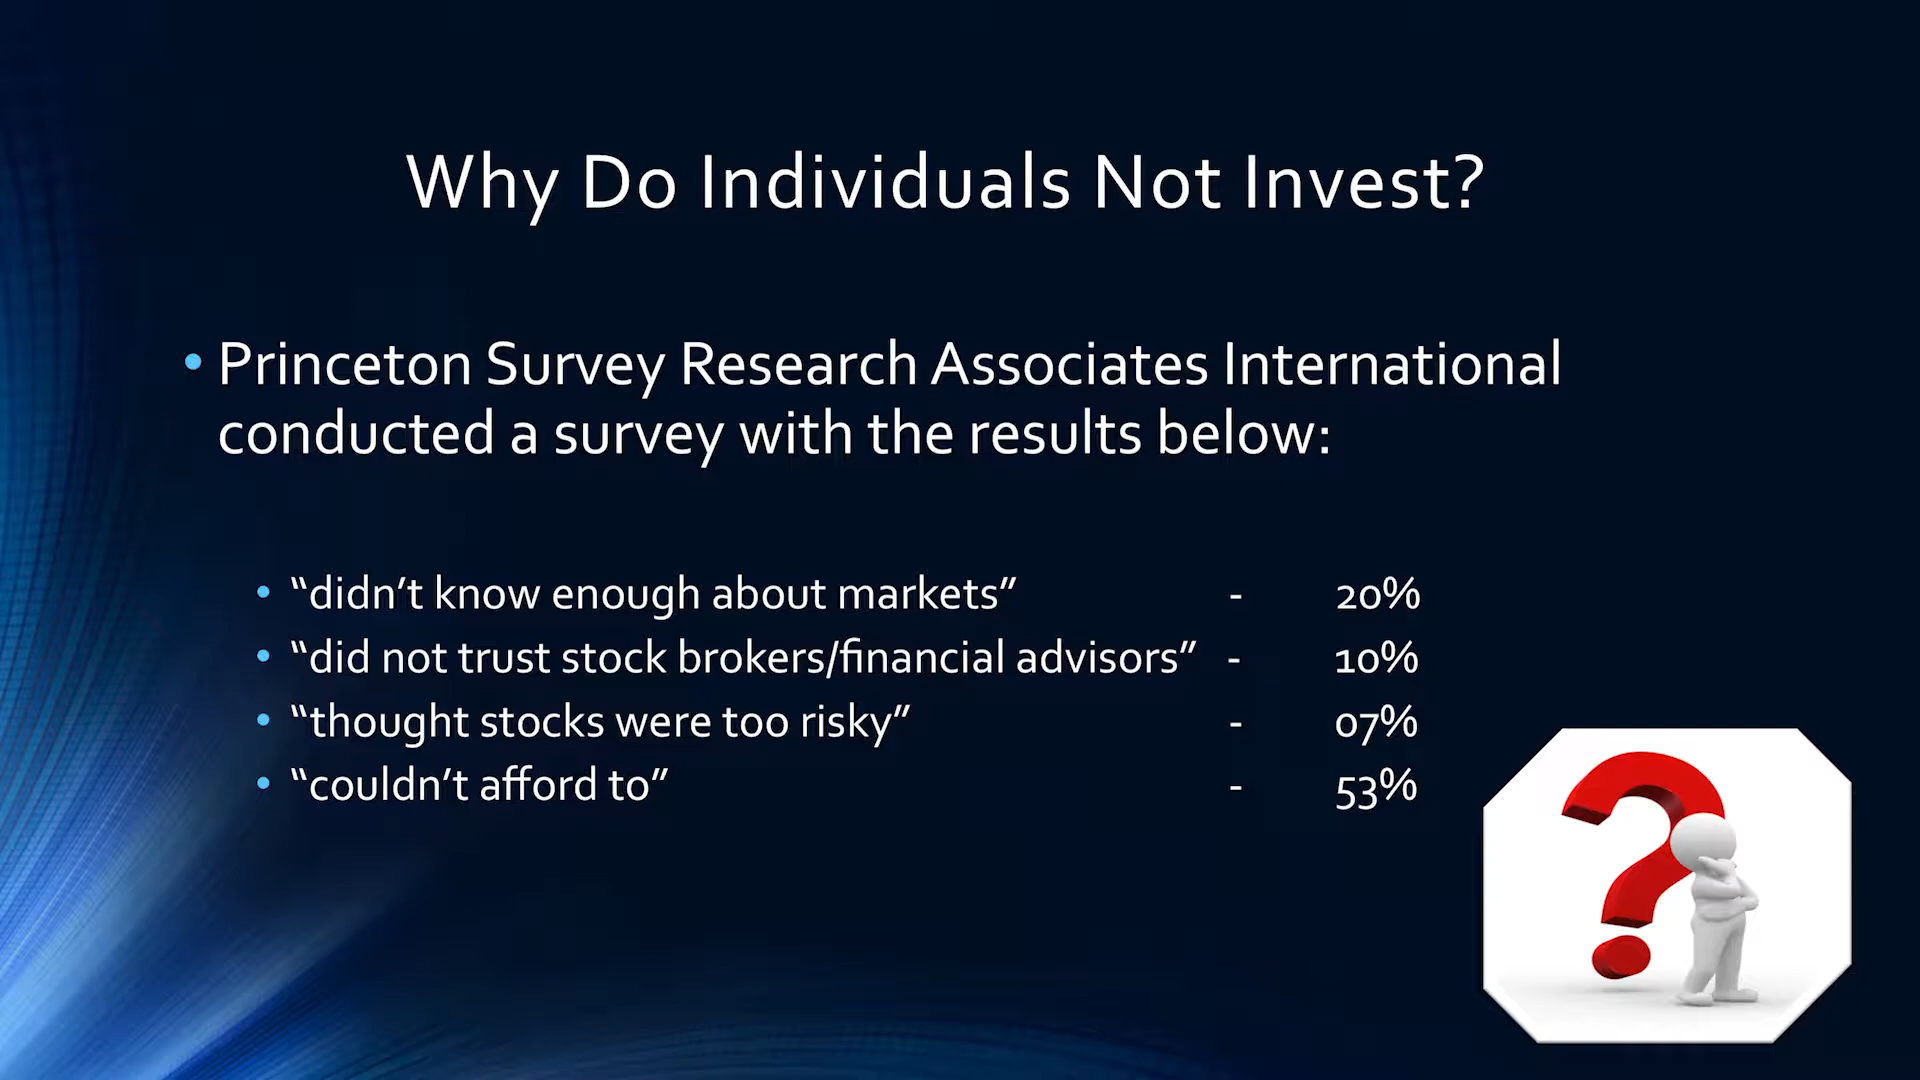 Why Do Individuals Not Invest?
• Princeton Survey Research Associates International
conducted a survey with the results below:
• “didn’t know enough about markets” - 20%
• “did not trust stock brokers/financial advisors” - 10%
• “thought stocks were too risky” - 07%
• “couldn’t afford to” - 53%